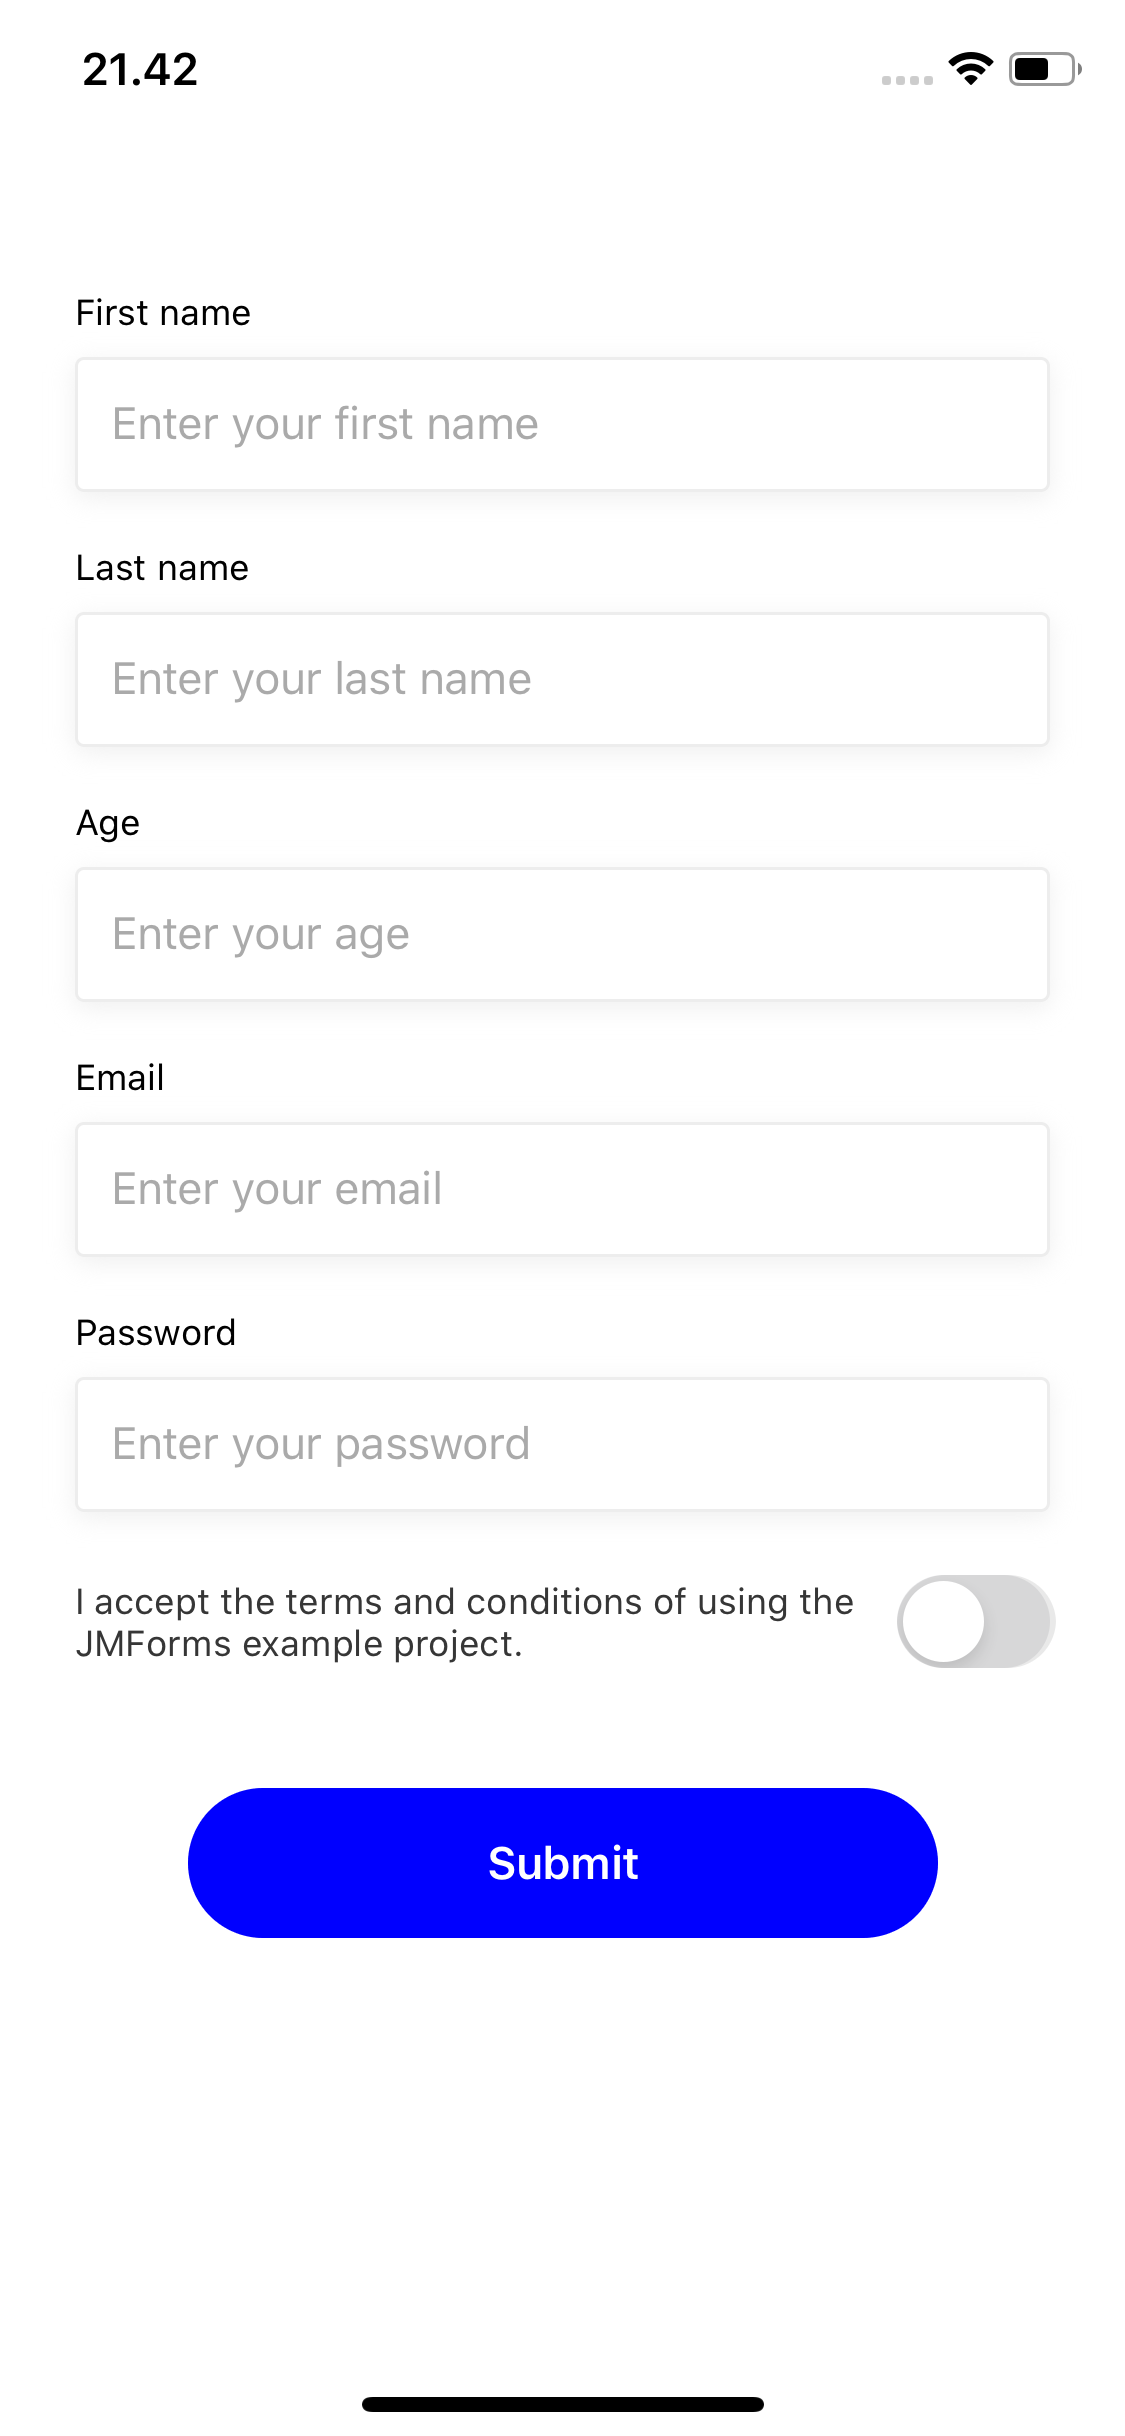 21.42
First name
Enter your first name
Last name
Enter your last name
Age
Enter your age
Email
Enter your email
Password
Enter your password
I accept the terms and conditions of using the
JMForms example project.
Submit